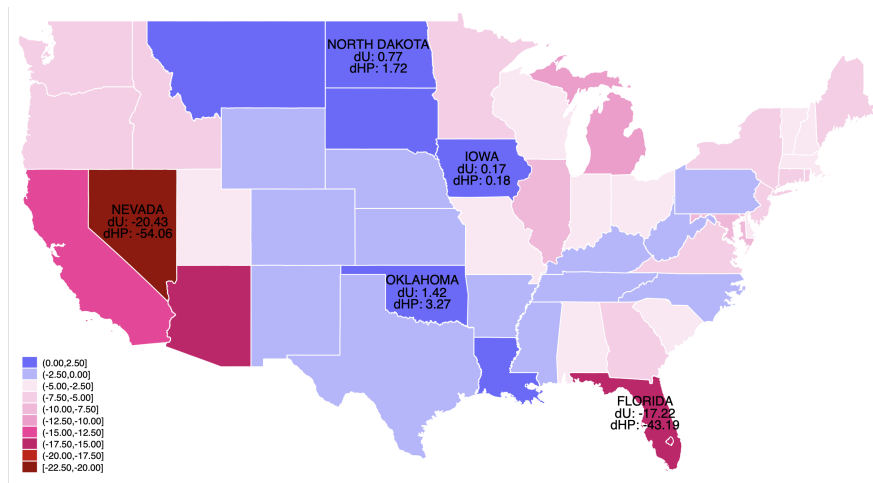 NORTH DAKOTA
dU: 0.77
dHP: 1.72
IOWA
dU: 0.17
dHP: 0.18
NEVADA
dU: -20.43
dHP: -54.06
OKLAHOMA
dU: 1.42
dHP: 3.27
FLORIDA
dU: -17.22
dHP: -43.19
(0.00,2.50]
(-2.50,0.00]
(-5.00,-2.50]
(-7.50,-5.00]
(-10.00,-7.50]
(-12.50,-10.00]
(-15.00,-12.50]
(-17.50,-15.00]
(-20.00,-17.50]
[-22.50,-20.00]